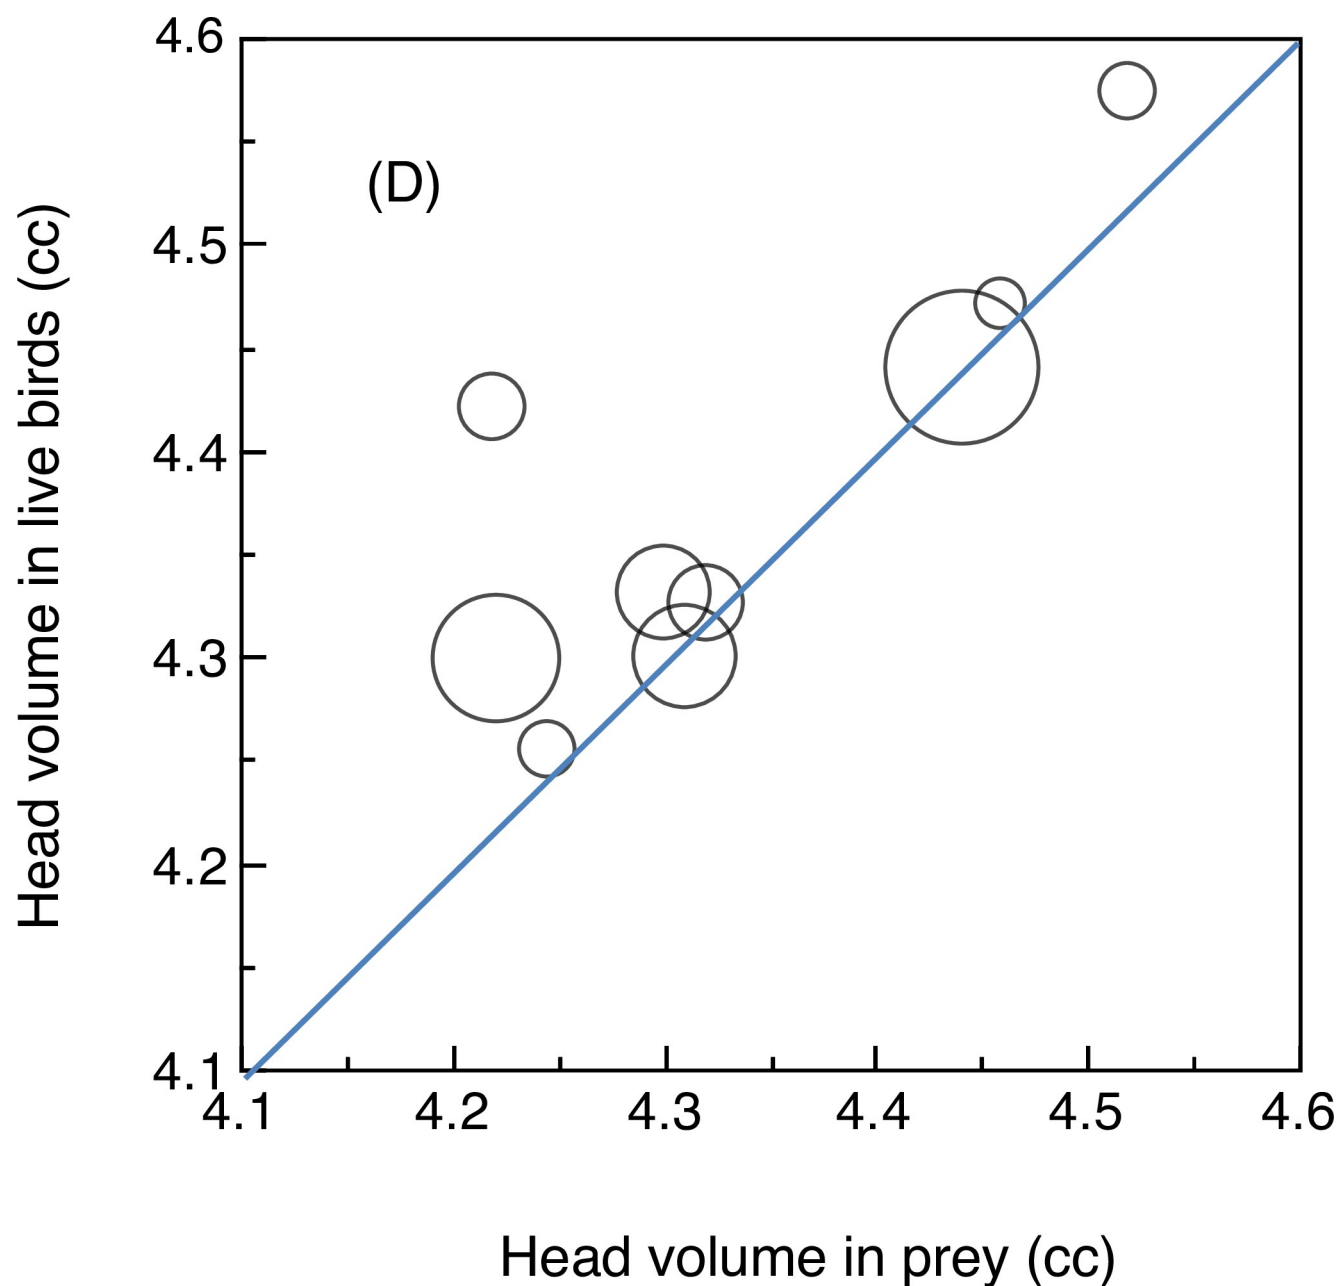 4.6
(D)
4.5
4.4
4.3
4.2
4.1
4.1 4.2 4.3 4.4 4.5 4.6
Head volume in live birds (cc)
Head volume in prey (cc)